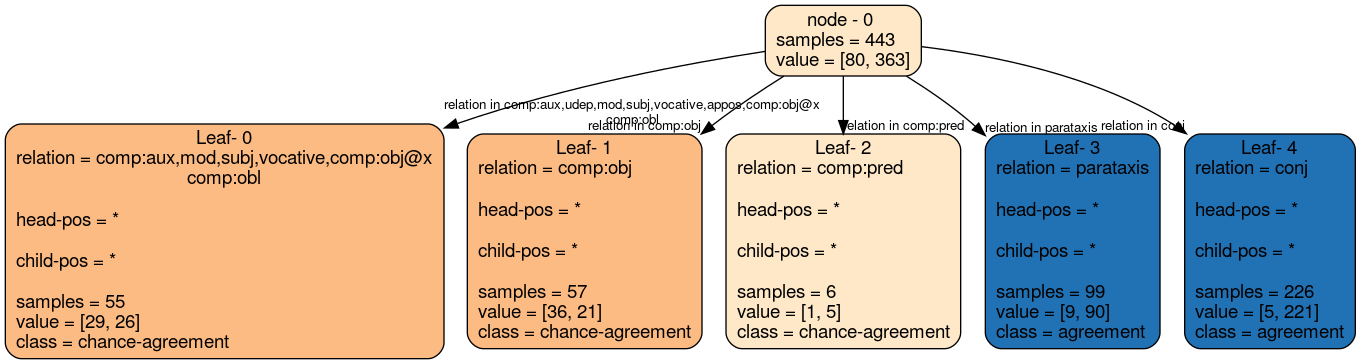 node - 0
samples = 443
value = [80, 363]
relation in comp:aux,udep,mod,subj,vocative,appos,comp:obj@x
comp:obl
relation in comp:obj
relation in comp:pred
relation in parataxis
relation in conj
Leaf- 0
relation = comp:aux,mod,subj,vocative,comp:obj@x
comp:obl
head-pos = *
child-pos = *
samples = 55
value = [29, 26]
class = chance-agreement
Leaf- 1
relation = comp:obj
head-pos = *
child-pos = *
samples = 57
value = [36, 21]
class = chance-agreement
Leaf- 2
relation = comp:pred
head-pos = *
child-pos = *
samples = 6
value = [1, 5]
class = chance-agreement
Leaf- 3
relation = parataxis
head-pos = *
child-pos = *
samples = 99
value = [9, 90]
class = agreement
Leaf- 4
relation = conj
head-pos = *
child-pos = *
samples = 226
value = [5, 221]
class = agreement